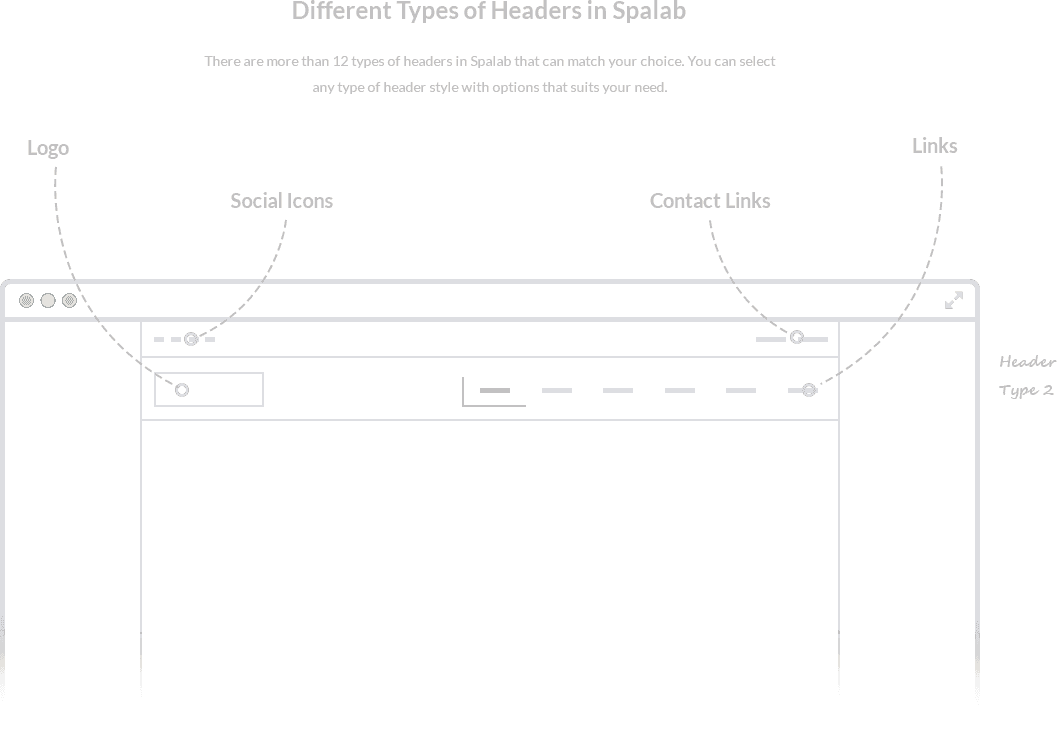 Different Types of Headers in Spalab
There are more than 12 types of headers in Spalab that can match your choice. You can select
any type of header style with options that suits your need.
Logo
Links
Social Icons
Contact Links
Header
Type 2